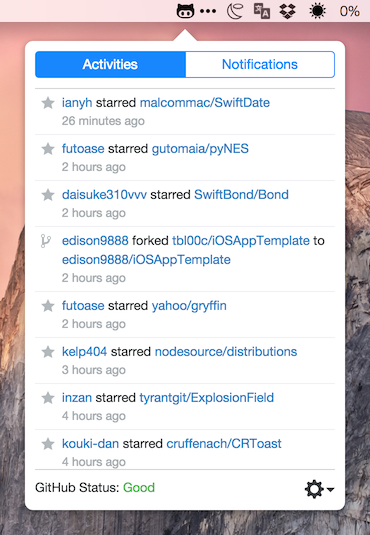 0%
Activities
Notifications
ianyh starred malcommac/SwiftDate
26 minutes ago
futoase starred gutomaia/pyNES
2 hours ago
daisuke310vvv starred SwiftBond/Bond
2 hours ago
edison9888 forked tbl00c/iOSAppTemplate to
edison9888/iOSAppTemplate
2 hours ago
futoase starred yahoo/gryffin
2 hours ago
kelp404 starred nodesource/distributions
3 hours ago
inzan starred tyrantgit/ExplosionField
4 hours ago
kouki-dan starred cruffenach/CRToast
4 hours ago
GitHub Status: Good